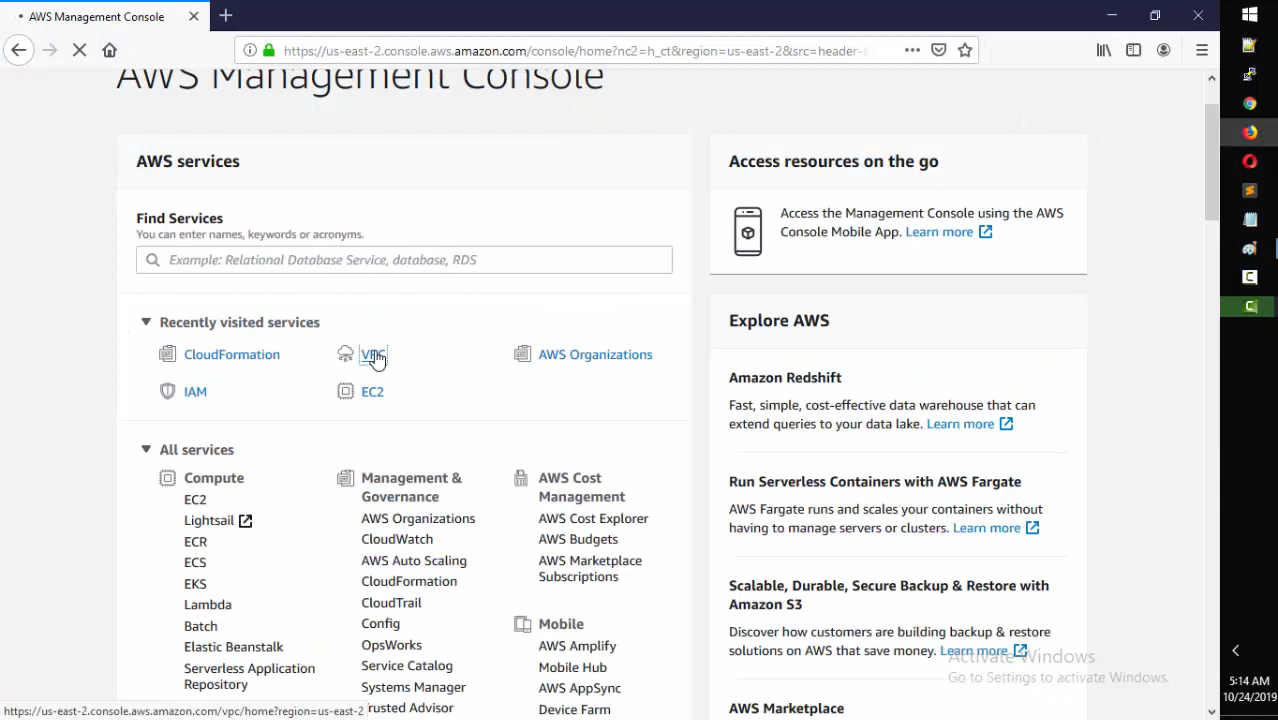 AWS Management Console
https://us-east-2.console.aws.amazon.com/console/home?nc2=h_ct&region=us-east-2&src=header-s
AWS Management Console
AWS services
Find Services
You can enter names, keywords or acronyms.
Example: Relational Database Service, database, RDS
Recently visited services
CloudFormation
VPC
AWS Organizations
IAM
EC2
All services
Compute
EC2
Lightsail
ECR
ECS
EKS
Lambda
Batch
Elastic Beanstalk
Serverless Application
Repository
Management &
Governance
AWS Organizations
CloudWatch
AWS Auto Scaling
CloudFormation
CloudTrail
Config
OpsWorks
Service Catalog
Systems Manager
Trusted Advisor
AWS Cost
Management
AWS Cost Explorer
AWS Budgets
AWS Marketplace
Subscriptions
Mobile
AWS Amplify
Mobile Hub
AWS AppSync
Device Farm
Access resources on the go
Access the Management Console using the AWS
Console Mobile App. Learn more
Explore AWS
Amazon Redshift
Fast, simple, cost-effective data warehouse that can
extend queries to your data lake. Learn more
Run Serverless Containers with AWS Fargate
AWS Fargate runs and scales your containers without
having to manage servers or clusters. Learn more
Scalable, Durable, Secure Backup & Restore with
Amazon S3
Discover how customers are building backup & restore
solutions on AWS that save money. Learn more
AWS Marketplace
Activate Windows
Go to Settings to activate Windows.
https://us-east-2.console.aws.amazon.com/vpc/home?region=us-east-2
5:14 AM
10/24/2019